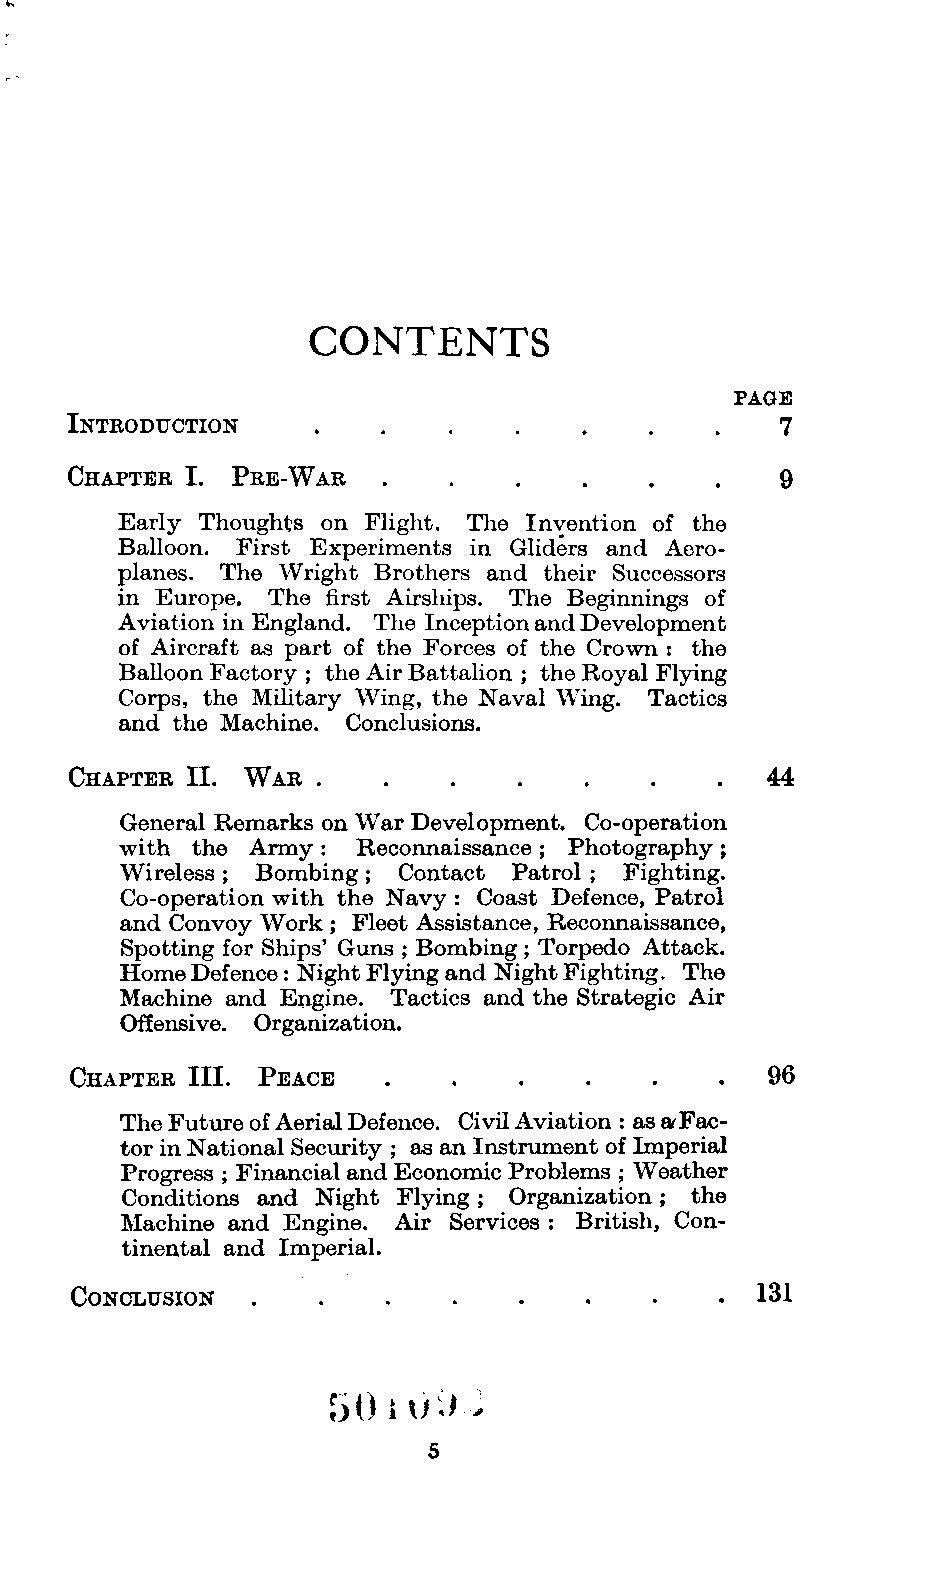 CONTENTS
PAGE
INTRODUCTION . . . . . . . 7
CHAPTER I. PRE-WAR . . . . . . 9
Early Thoughts on Flight. The Invention of the
Balloon. First Experiments in Gliders and Aero-
planes. The Wright Brothers and their Successors
in Europe. The first Airships. The Beginnings of
Aviation in England. The Inception and Development
of Aircraft as part of the Forces of the Crown : the
Balloon Factory ; the Air Battalion ; the Royal Flying
Corps, the Military Wing, the Naval Wing. Tactics
and the Machine. Conclusions.
CHAPTER II. WAR . . . . . . . 44
General Remarks on War Development. Co-operation
with the Army : Reconnaissance ; Photography ;
Wireless ; Bombing ; Contact Patrol ; Fighting.
Co-operation with the Navy : Coast Defence, Patrol
and Convoy Work ; Fleet Assistance, Reconnaissance,
Spotting for Ships' Guns ; Bombing ; Torpedo Attack.
Home Defence : Night Flying and Night Fighting. The
Machine and Engine. Tactics and the Strategic Air
Offensive. Organization.
CHAPTER III. PEACE . . . . . . 96
The Future of Aerial Defence. Civil Aviation : as a Fac-
tor in National Security ; as an Instrument of Imperial
Progress ; Financial and Economic Problems ; Weather
Conditions and Night Flying ; Organization ; the
Machine and Engine. Air Services : British, Con-
tinental and Imperial.
CONCLUSION . . . . . . . . 131
5